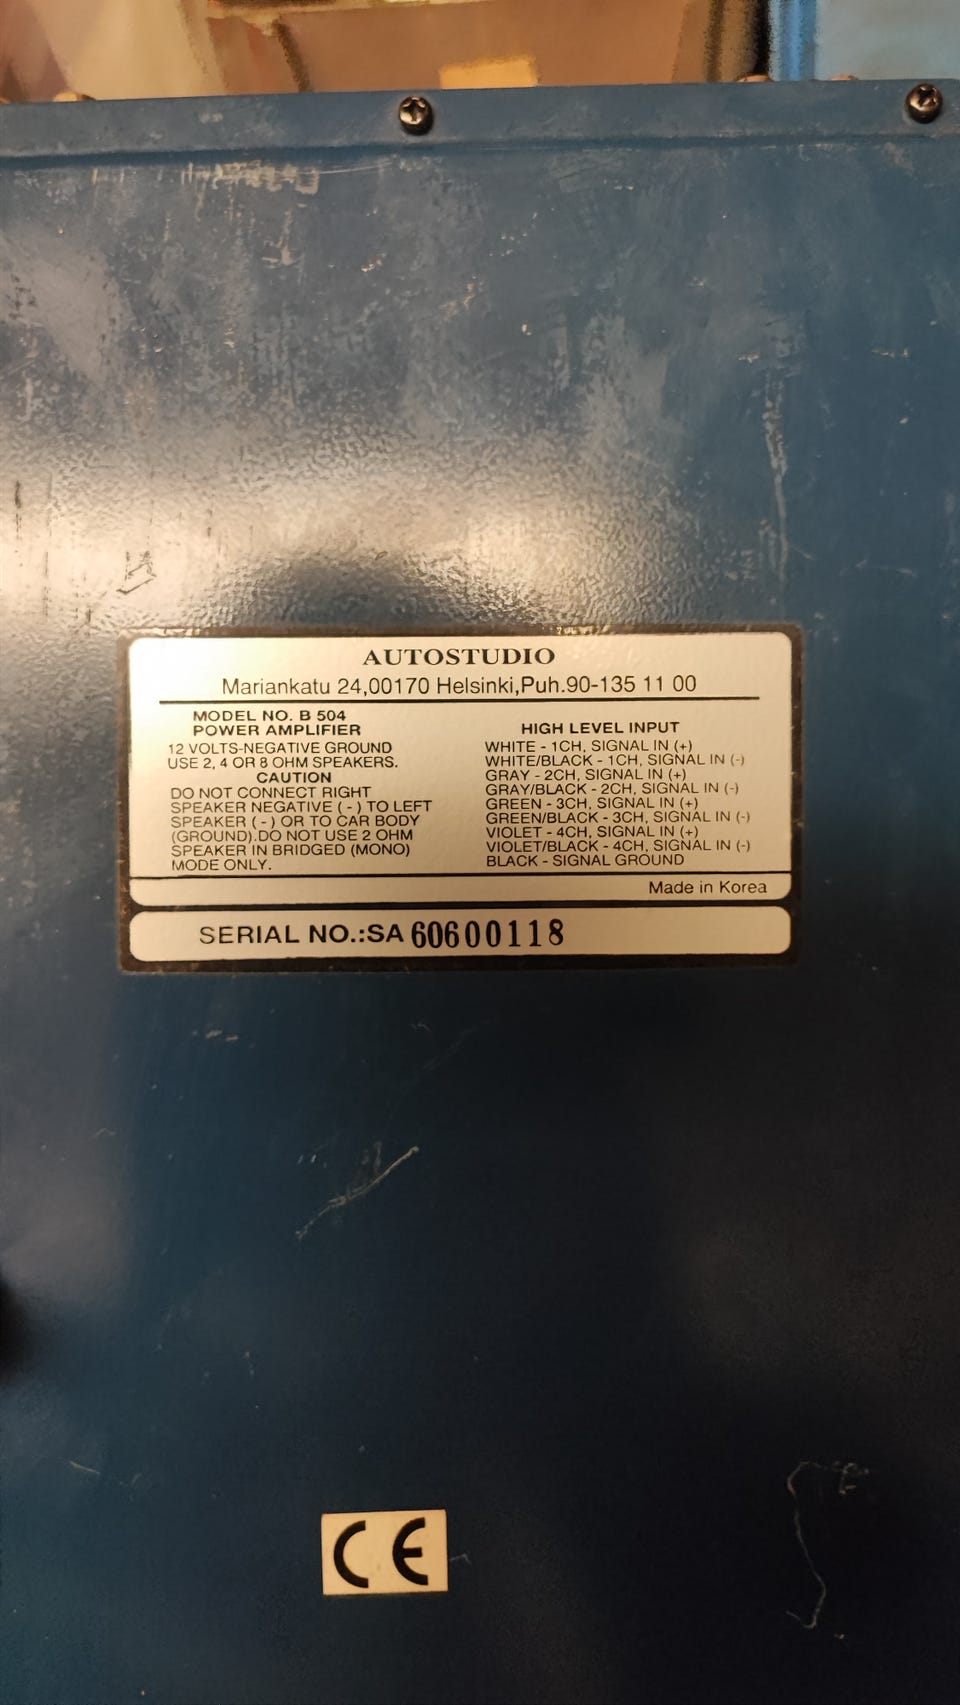 AUTOSTUDIO
Mariankatu 24,00170 Helsinki,Puh.90-135 11 00
MODEL NO. B 504
POWER AMPLIFIER
12 VOLTS-NEGATIVE GROUND
USE 2, 4 OR 8 OHM SPEAKERS.
CAUTION
DO NOT CONNECT RIGHT
SPEAKER NEGATIVE ( - ) TO LEFT
SPEAKER ( - ) OR TO CAR BODY
(GROUND).DO NOT USE 2 OHM
SPEAKER IN BRIDGED (MONO)
MODE ONLY.
HIGH LEVEL INPUT
WHITE - 1CH, SIGNAL IN (+)
WHITE/BLACK - 1CH, SIGNAL IN (-)
GRAY - 2CH, SIGNAL IN (+)
GRAY/BLACK - 2CH, SIGNAL IN (-)
GREEN - 3CH, SIGNAL IN (+)
GREEN/BLACK - 3CH, SIGNAL IN (-)
VIOLET - 4CH, SIGNAL IN (+)
VIOLET/BLACK - 4CH, SIGNAL IN (-)
BLACK - SIGNAL GROUND
Made in Korea
SERIAL NO.:SA 60600118
CE